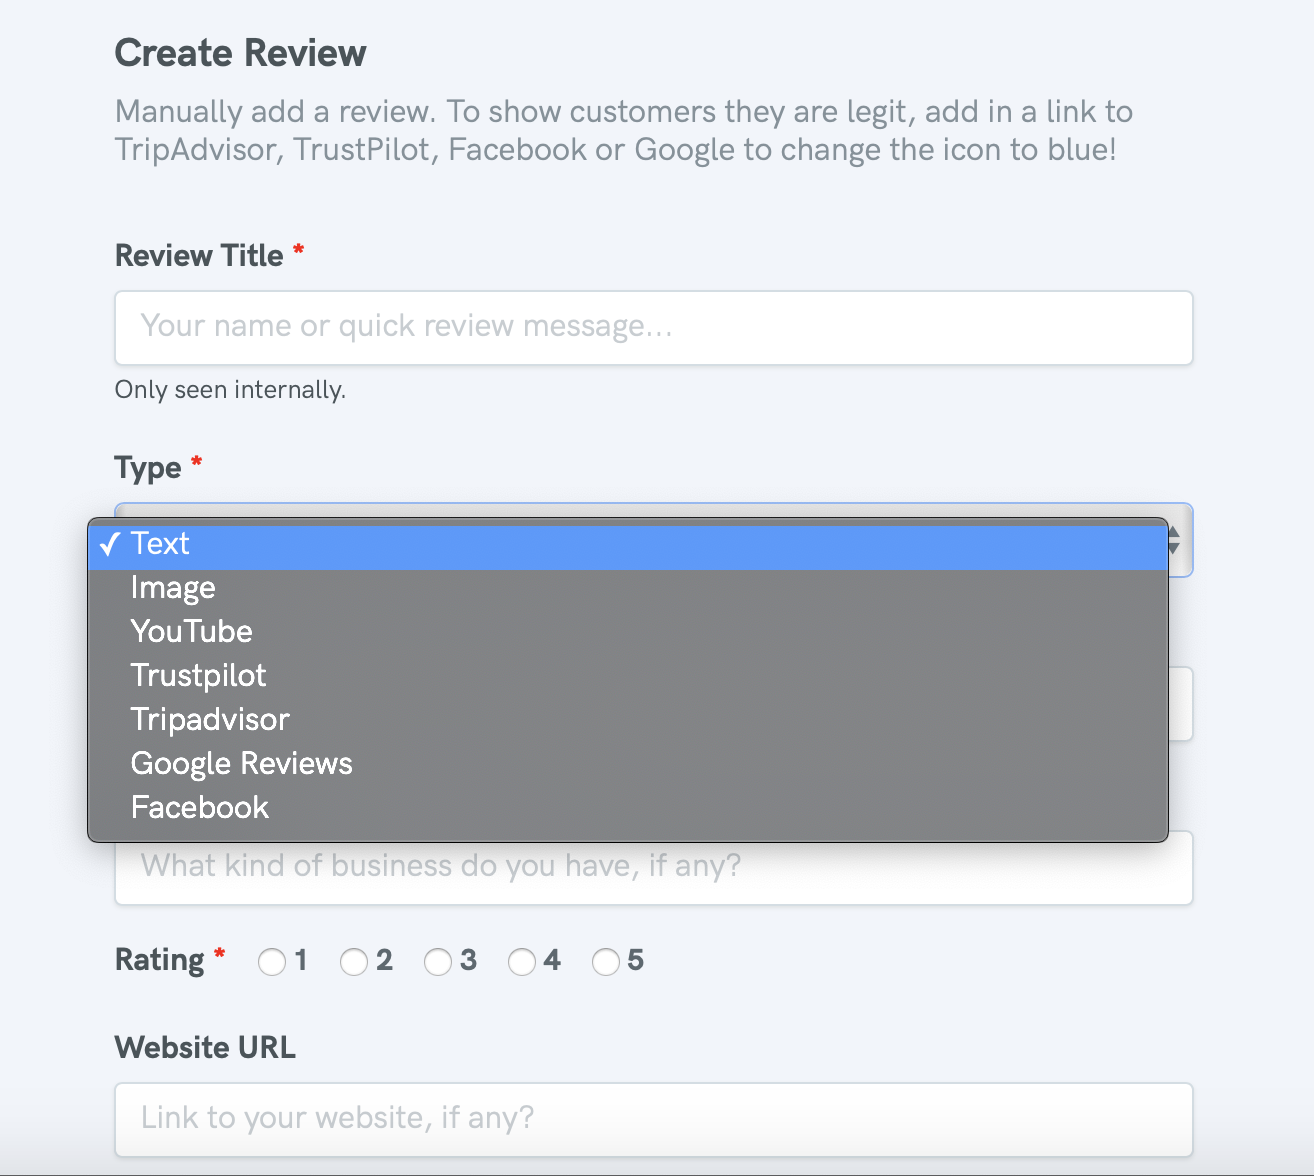 Create Review
Manually add a review. To show customers they are legit, add in a link to
TripAdvisor, TrustPilot, Facebook or Google to change the icon to blue!
Review Title *
Your name or quick review message...
Only seen internally.
Type *
✓ Text
Image
YouTube
Trustpilot
Tripadvisor
Google Reviews
Facebook
What kind of business do you have, if any?
Rating * 1 2 3 4 5
Website URL
Link to your website, if any?